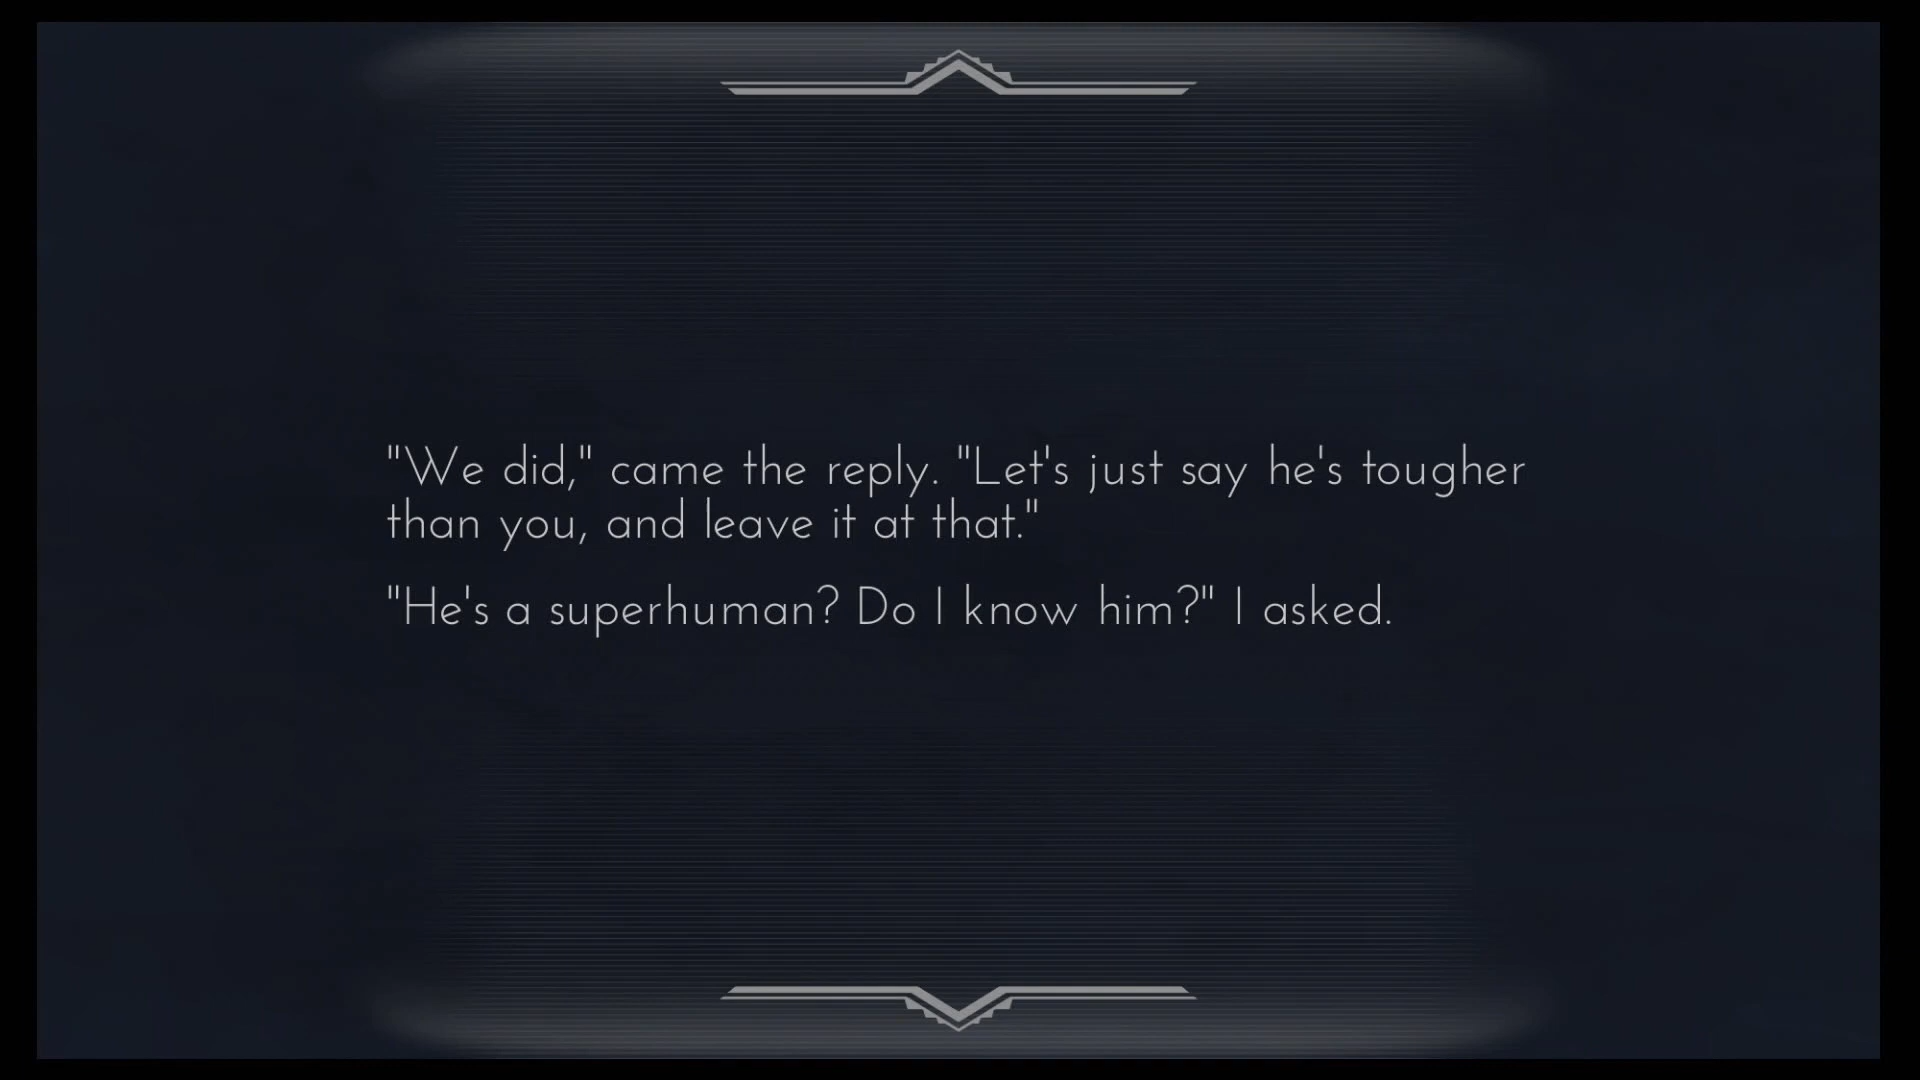 "We did," came the reply. "Let's just say he's tougher
than you, and leave it at that."
"He's a superhuman? Do I know him?" I asked.